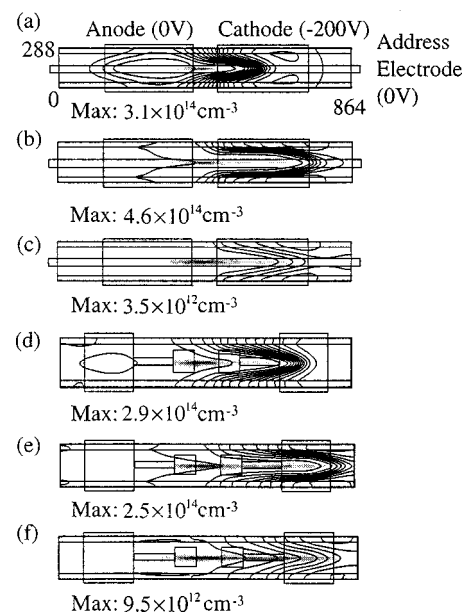 (a) Anode (0V) Cathode (-200V) Address
288 Electrode
0 864 (0V)
Max: 3.1×10¹⁴cm⁻³
(b)
Max: 4.6×10¹⁴cm⁻³
(c)
Max: 3.5×10¹²cm⁻³
(d)
Max: 2.9×10¹⁴cm⁻³
(e)
Max: 2.5×10¹⁴cm⁻³
(f)
Max: 9.5×10¹²cm⁻³